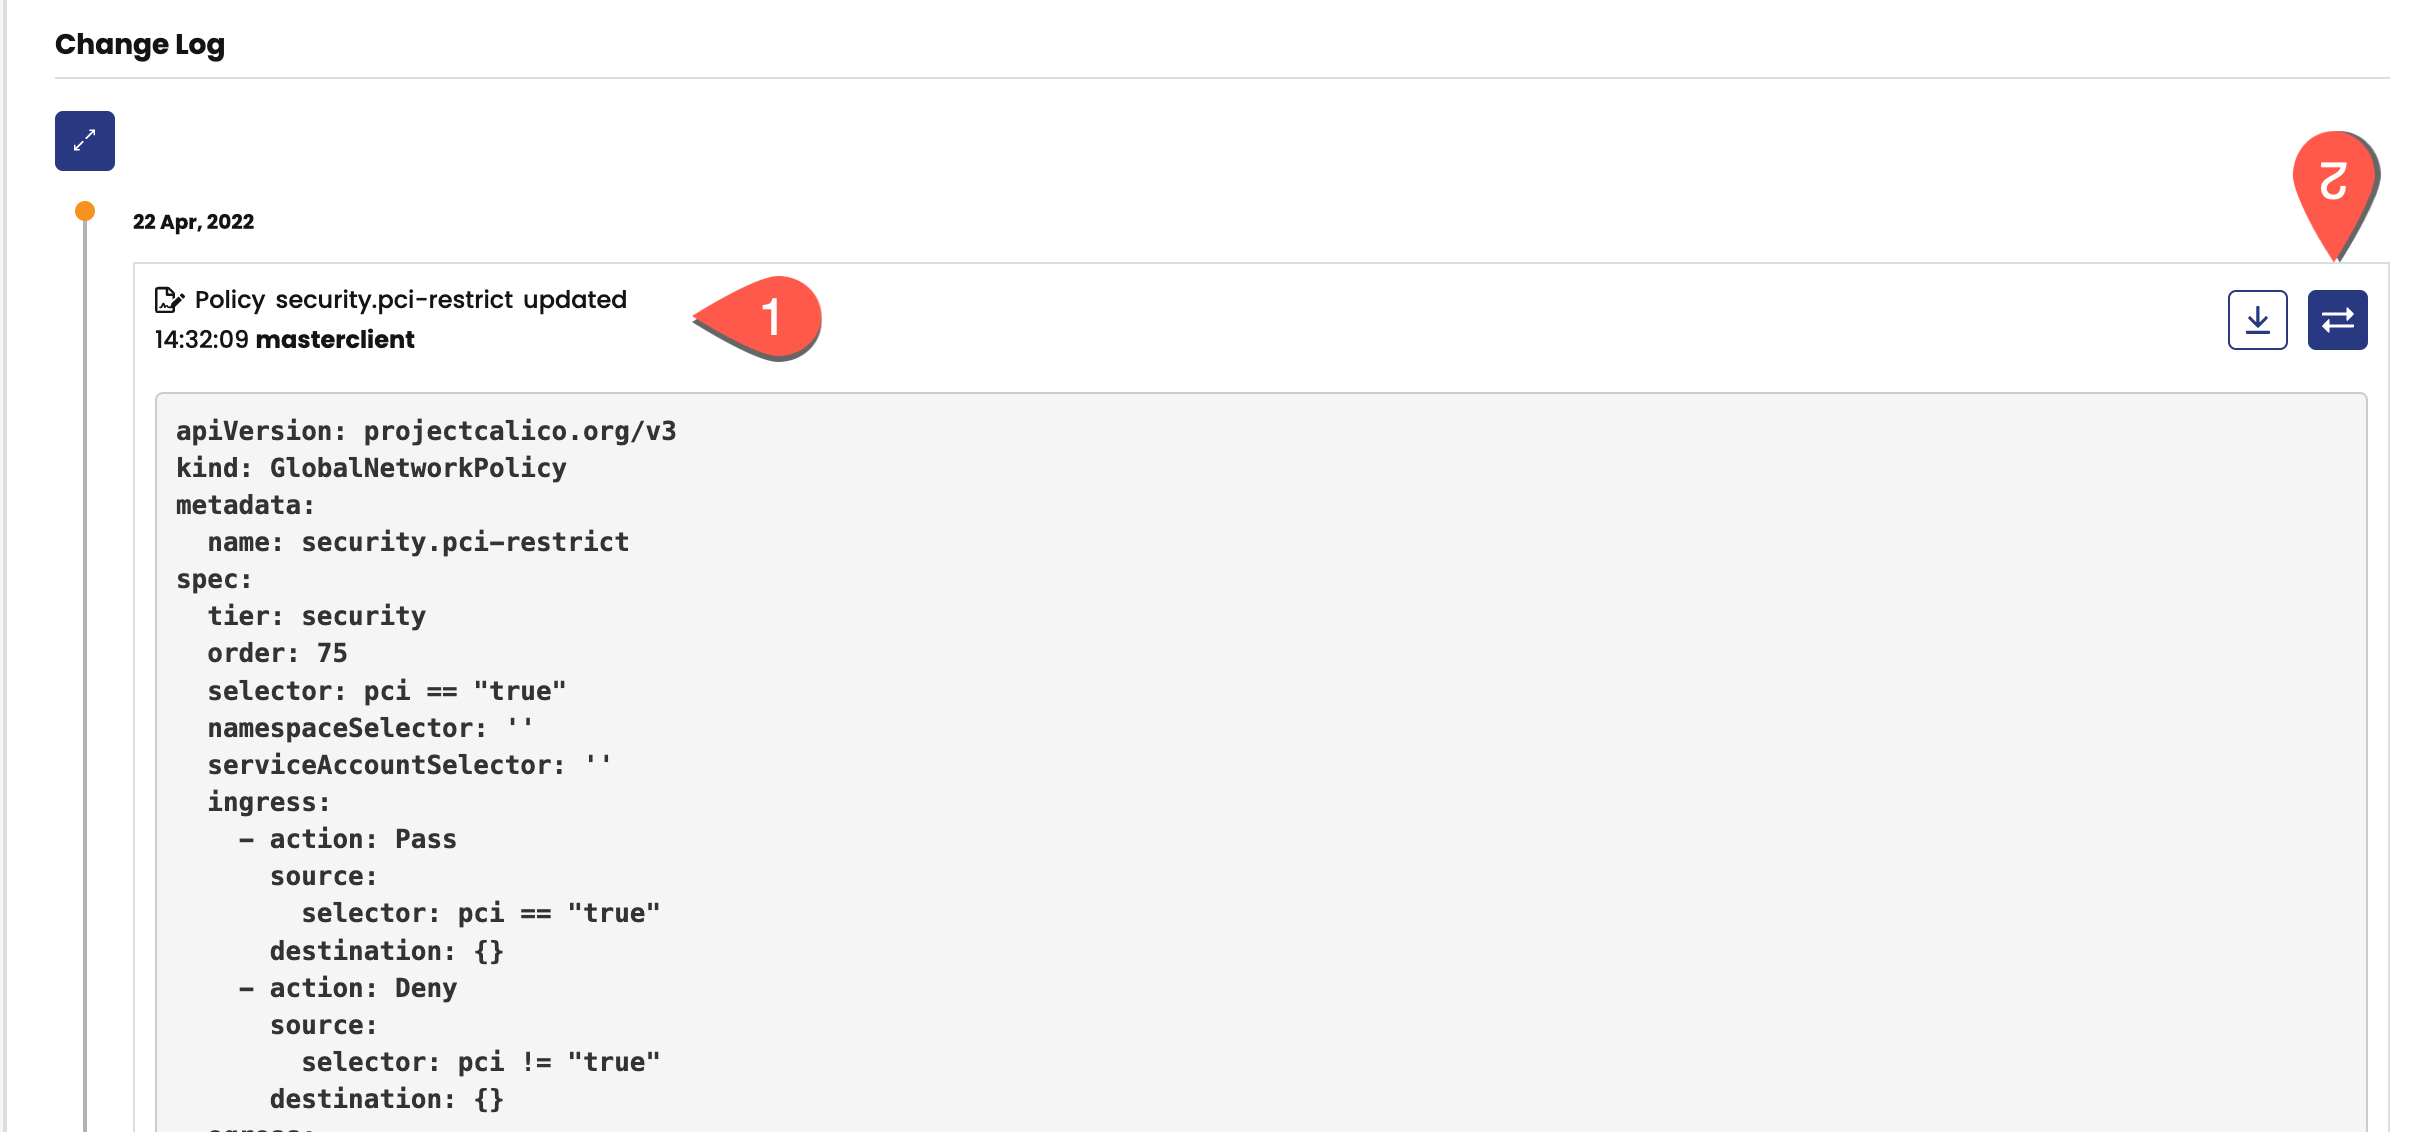 Change Log
22 Apr, 2022
2
Policy security.pci-restrict updated
1
14:32:09 masterclient
apiVersion: projectcalico.org/v3
kind: GlobalNetworkPolicy
metadata:
  name: security.pci-restrict
spec:
  tier: security
  order: 75
  selector: pci == "true"
  namespaceSelector: ''
  serviceAccountSelector: ''
  ingress:
    - action: Pass
      source:
        selector: pci == "true"
      destination: {}
    - action: Deny
      source:
        selector: pci != "true"
      destination: {}